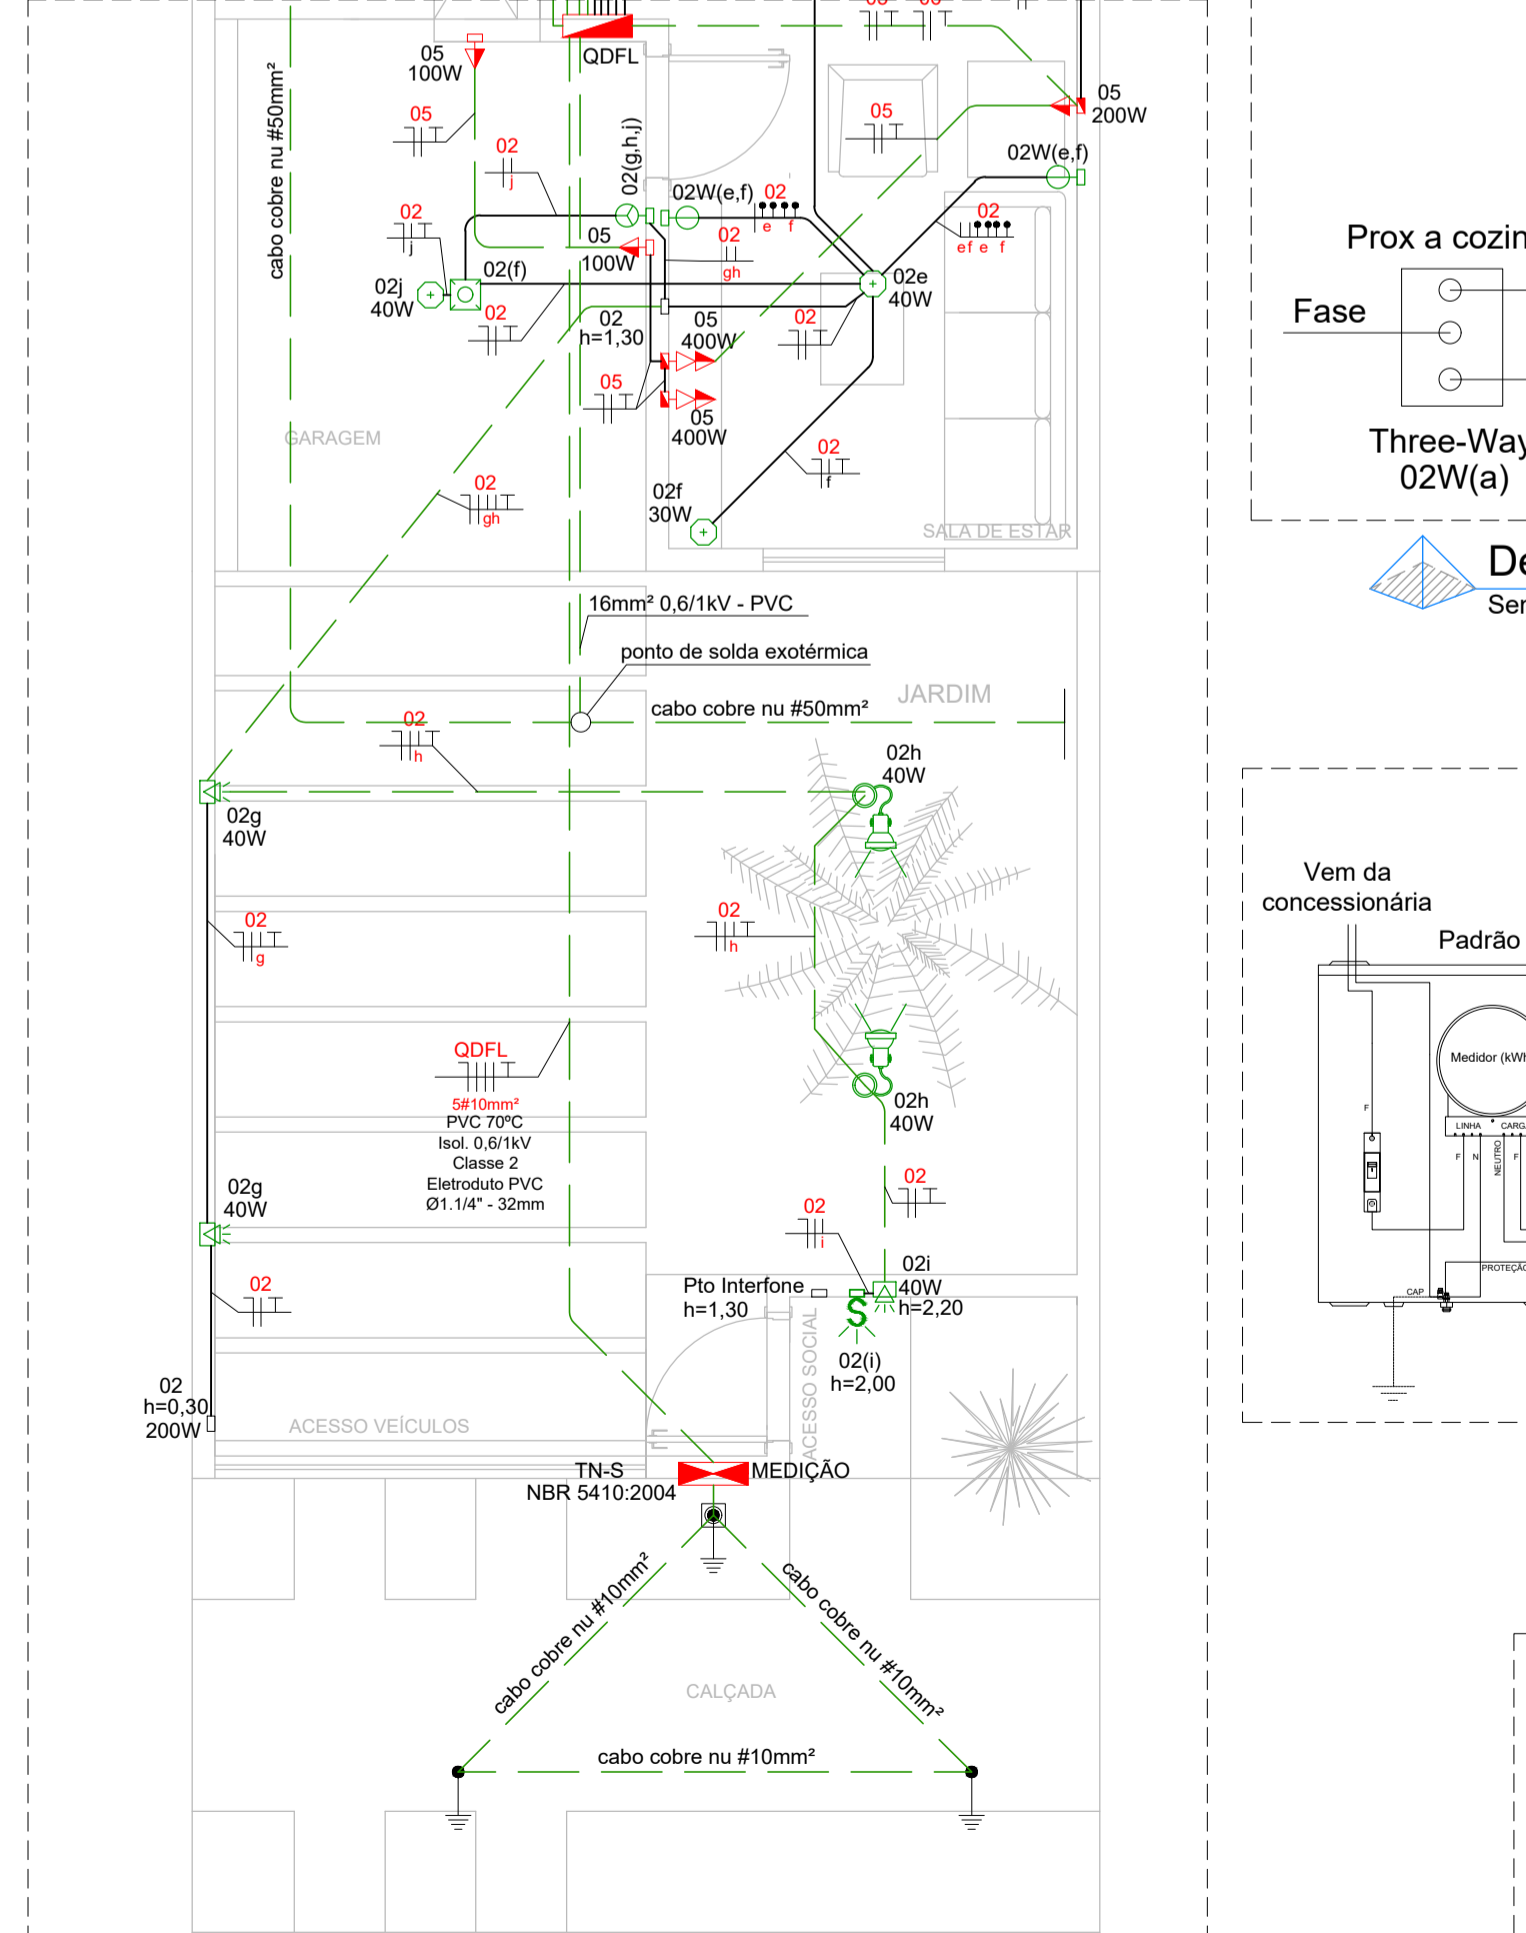 QDFL
05
100W
cabo cobre nu #50mm²
05
02
j
02
j
02(g,h,j)
02W(e,f)
02
e f
05
200W
05
02W(e,f)
02
ef e f
05
100W
02
gh
02j
40W
02(f)
02
02
h=1,30
05
400W
02
02e
40W
05
05
400W
GARAGEM
02
gh
02f
30W
02
f
SALA DE ESTAR
16mm² 0,6/1kV - PVC
ponto de solda exotérmica
cabo cobre nu #50mm²
JARDIM
02
h
02h
40W
02g
40W
02
g
02
h
QDFL
5#10mm²
PVC 70ºC
Isol. 0,6/1kV
Classe 2
Eletroduto PVC
Ø1.1/4" - 32mm
02h
40W
02g
40W
02
02
02
i
02i
40W
h=2,20
Pto Interfone
h=1,30
S
02(i)
h=2,00
ACESSO SOCIAL
02
h=0,30
200W
ACESSO VEÍCULOS
TN-S
NBR 5410:2004
MEDIÇÃO
cabo cobre nu #10mm²
cabo cobre nu #10mm²
CALÇADA
cabo cobre nu #10mm²
Prox a cozin
Fase
Three-Way
02W(a)
De
Ser
Vem da
concessionária
Padrão
Medidor (kWh
F
LINHA
CARGA
F
N
NEUTRO
F
PROTEÇÃO
CAP